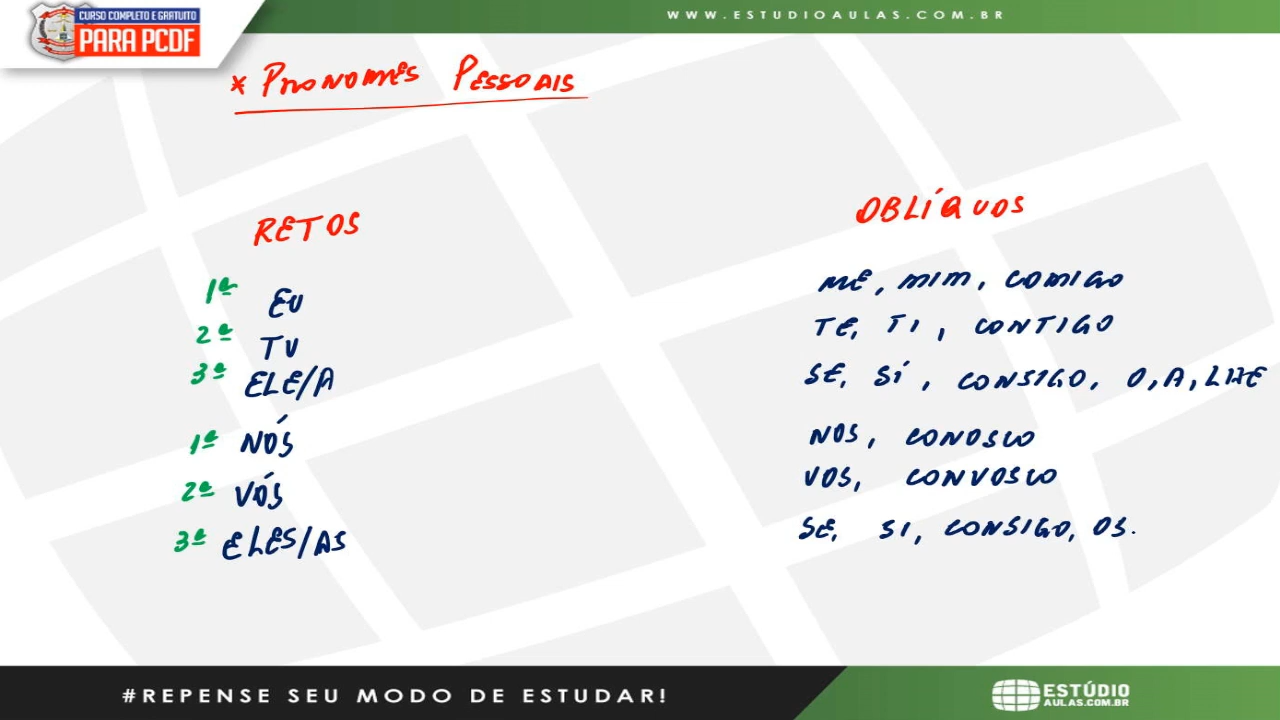 CURSO COMPLETO E GRATUITO
PARA PCDF
WWW.ESTUDIOAULAS.COM.BR
* PRONOMES PESSOAIS
RETOS OBLÍQUOS
1ª EU ME, MIM, COMIGO
2ª TU TE, TI, CONTIGO
3ª ELE/A SE, SÍ, CONSIGO, O, A, LHE
1ª NÓS NOS, CONOSCO
2ª VÓS VOS, CONVOSCO
3ª ELES/AS SE, SI, CONSIGO, OS.
#REPENSE SEU MODO DE ESTUDAR!
ESTÚDIO
AULAS.COM.BR